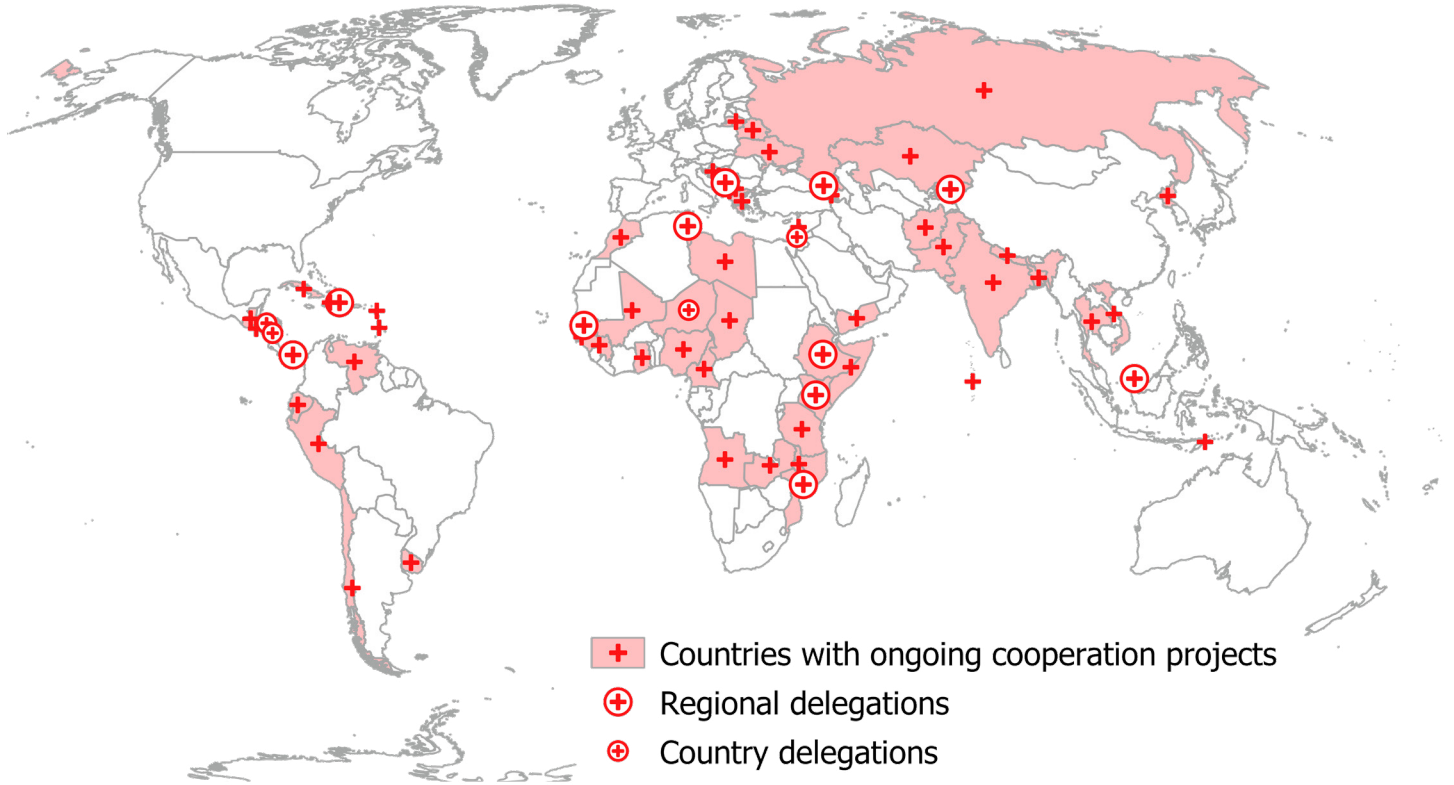 Countries with ongoing cooperation projects
Regional delegations
Country delegations